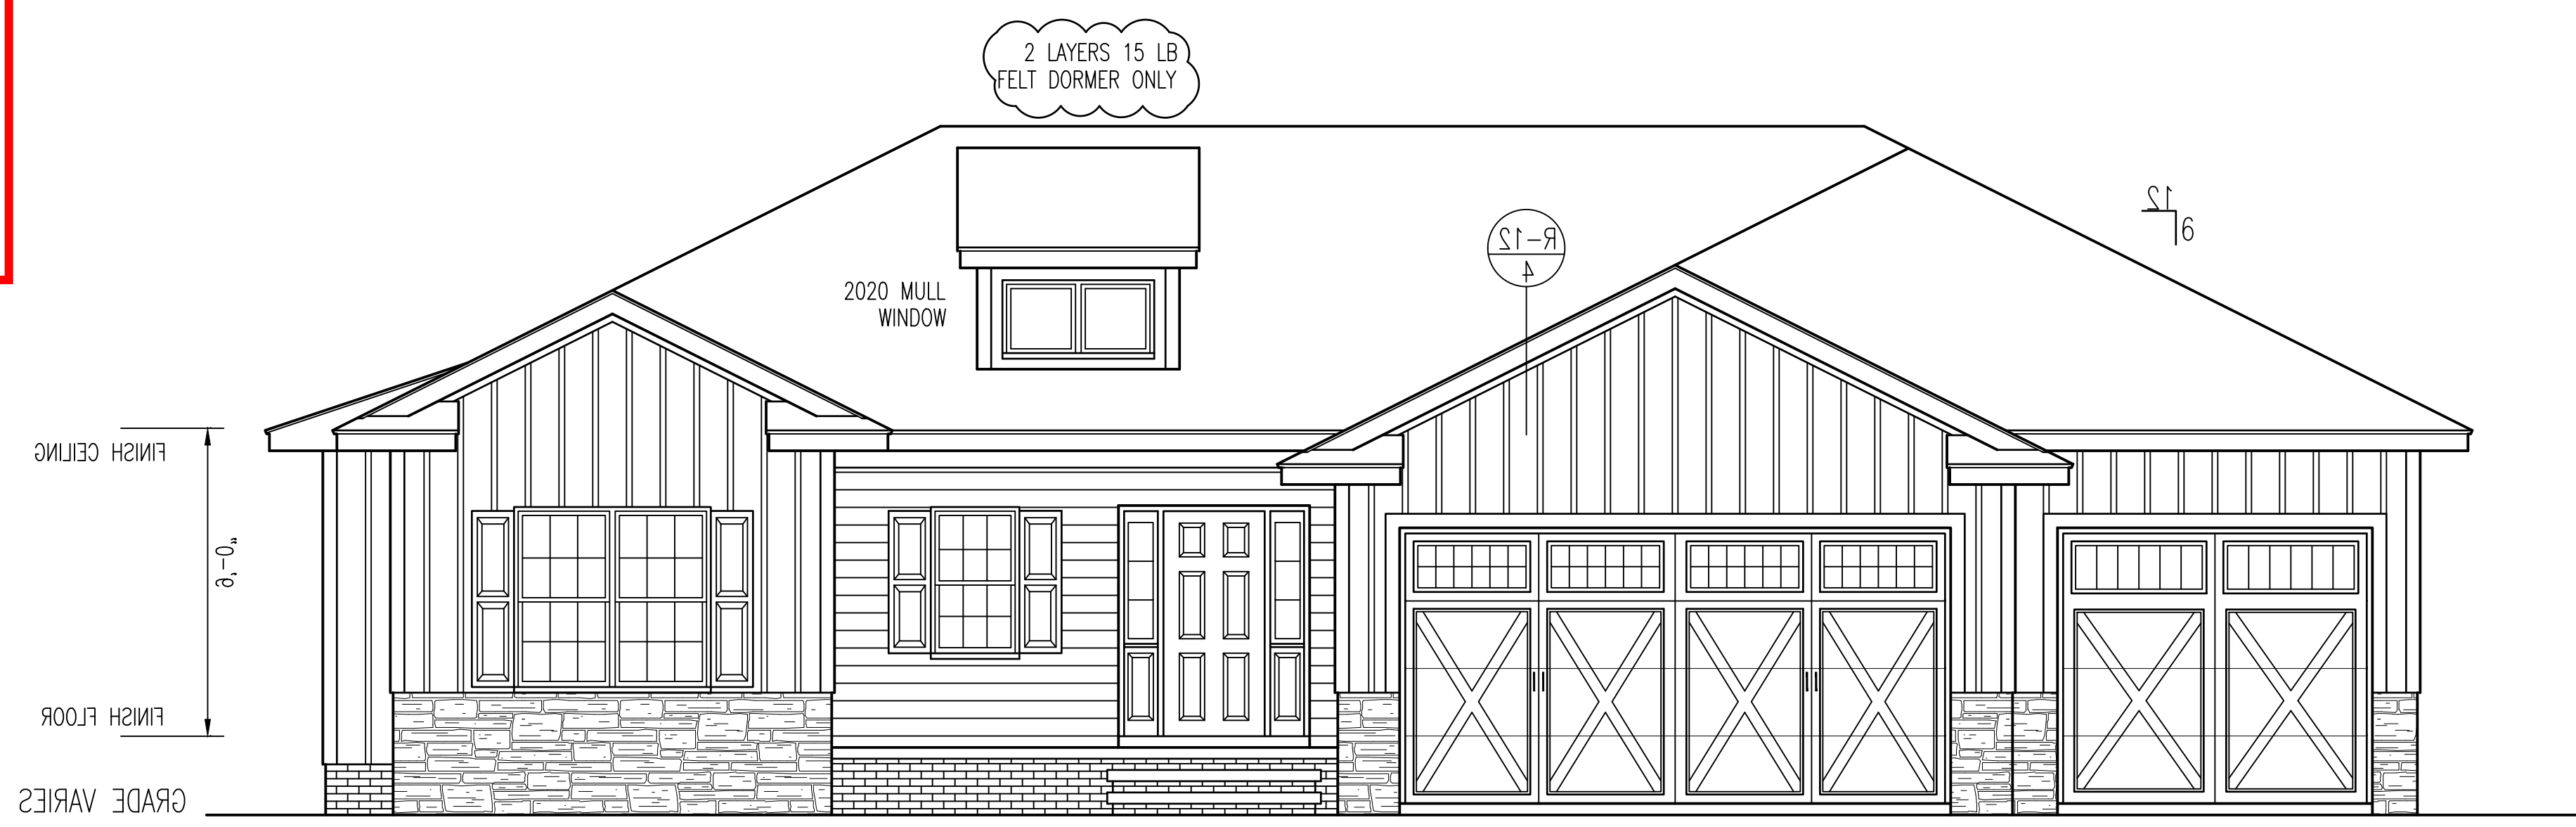 2 LAYERS 15 LB
FELT DORMER ONLY
12
6
R-12
4
2020 MULL
WINDOW
FINISH CEILING
9'-0"
FINISH FLOOR
GRADE VARIES